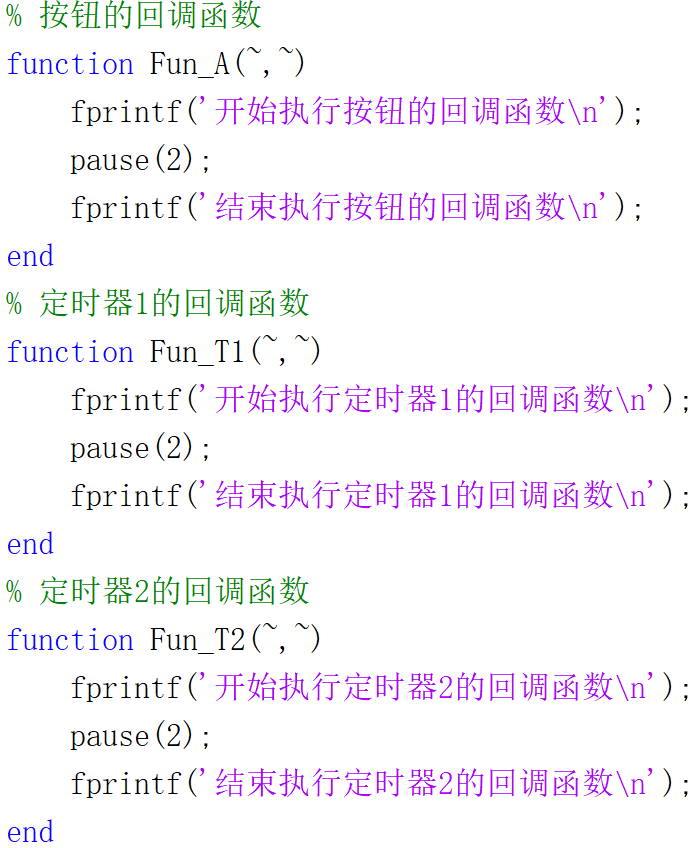 % 按钮的回调函数
function Fun_A(~,~)
    fprintf('开始执行按钮的回调函数\n');
    pause(2);
    fprintf('结束执行按钮的回调函数\n');
end
% 定时器1的回调函数
function Fun_T1(~,~)
    fprintf('开始执行定时器1的回调函数\n');
    pause(2);
    fprintf('结束执行定时器1的回调函数\n');
end
% 定时器2的回调函数
function Fun_T2(~,~)
    fprintf('开始执行定时器2的回调函数\n');
    pause(2);
    fprintf('结束执行定时器2的回调函数\n');
end